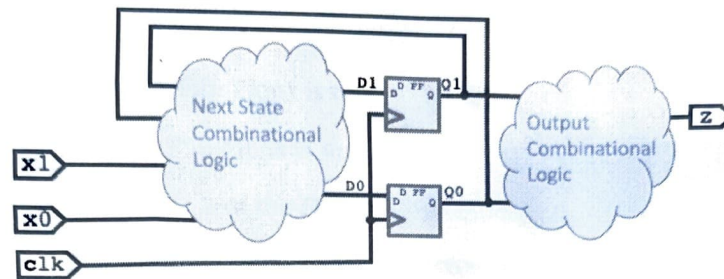 D1
D FF
Q1
D
Q
Next State
Combinational
Logic
Output
Combinational
Logic
z
x1
D0
D FF
Q0
D
Q
x0
clk